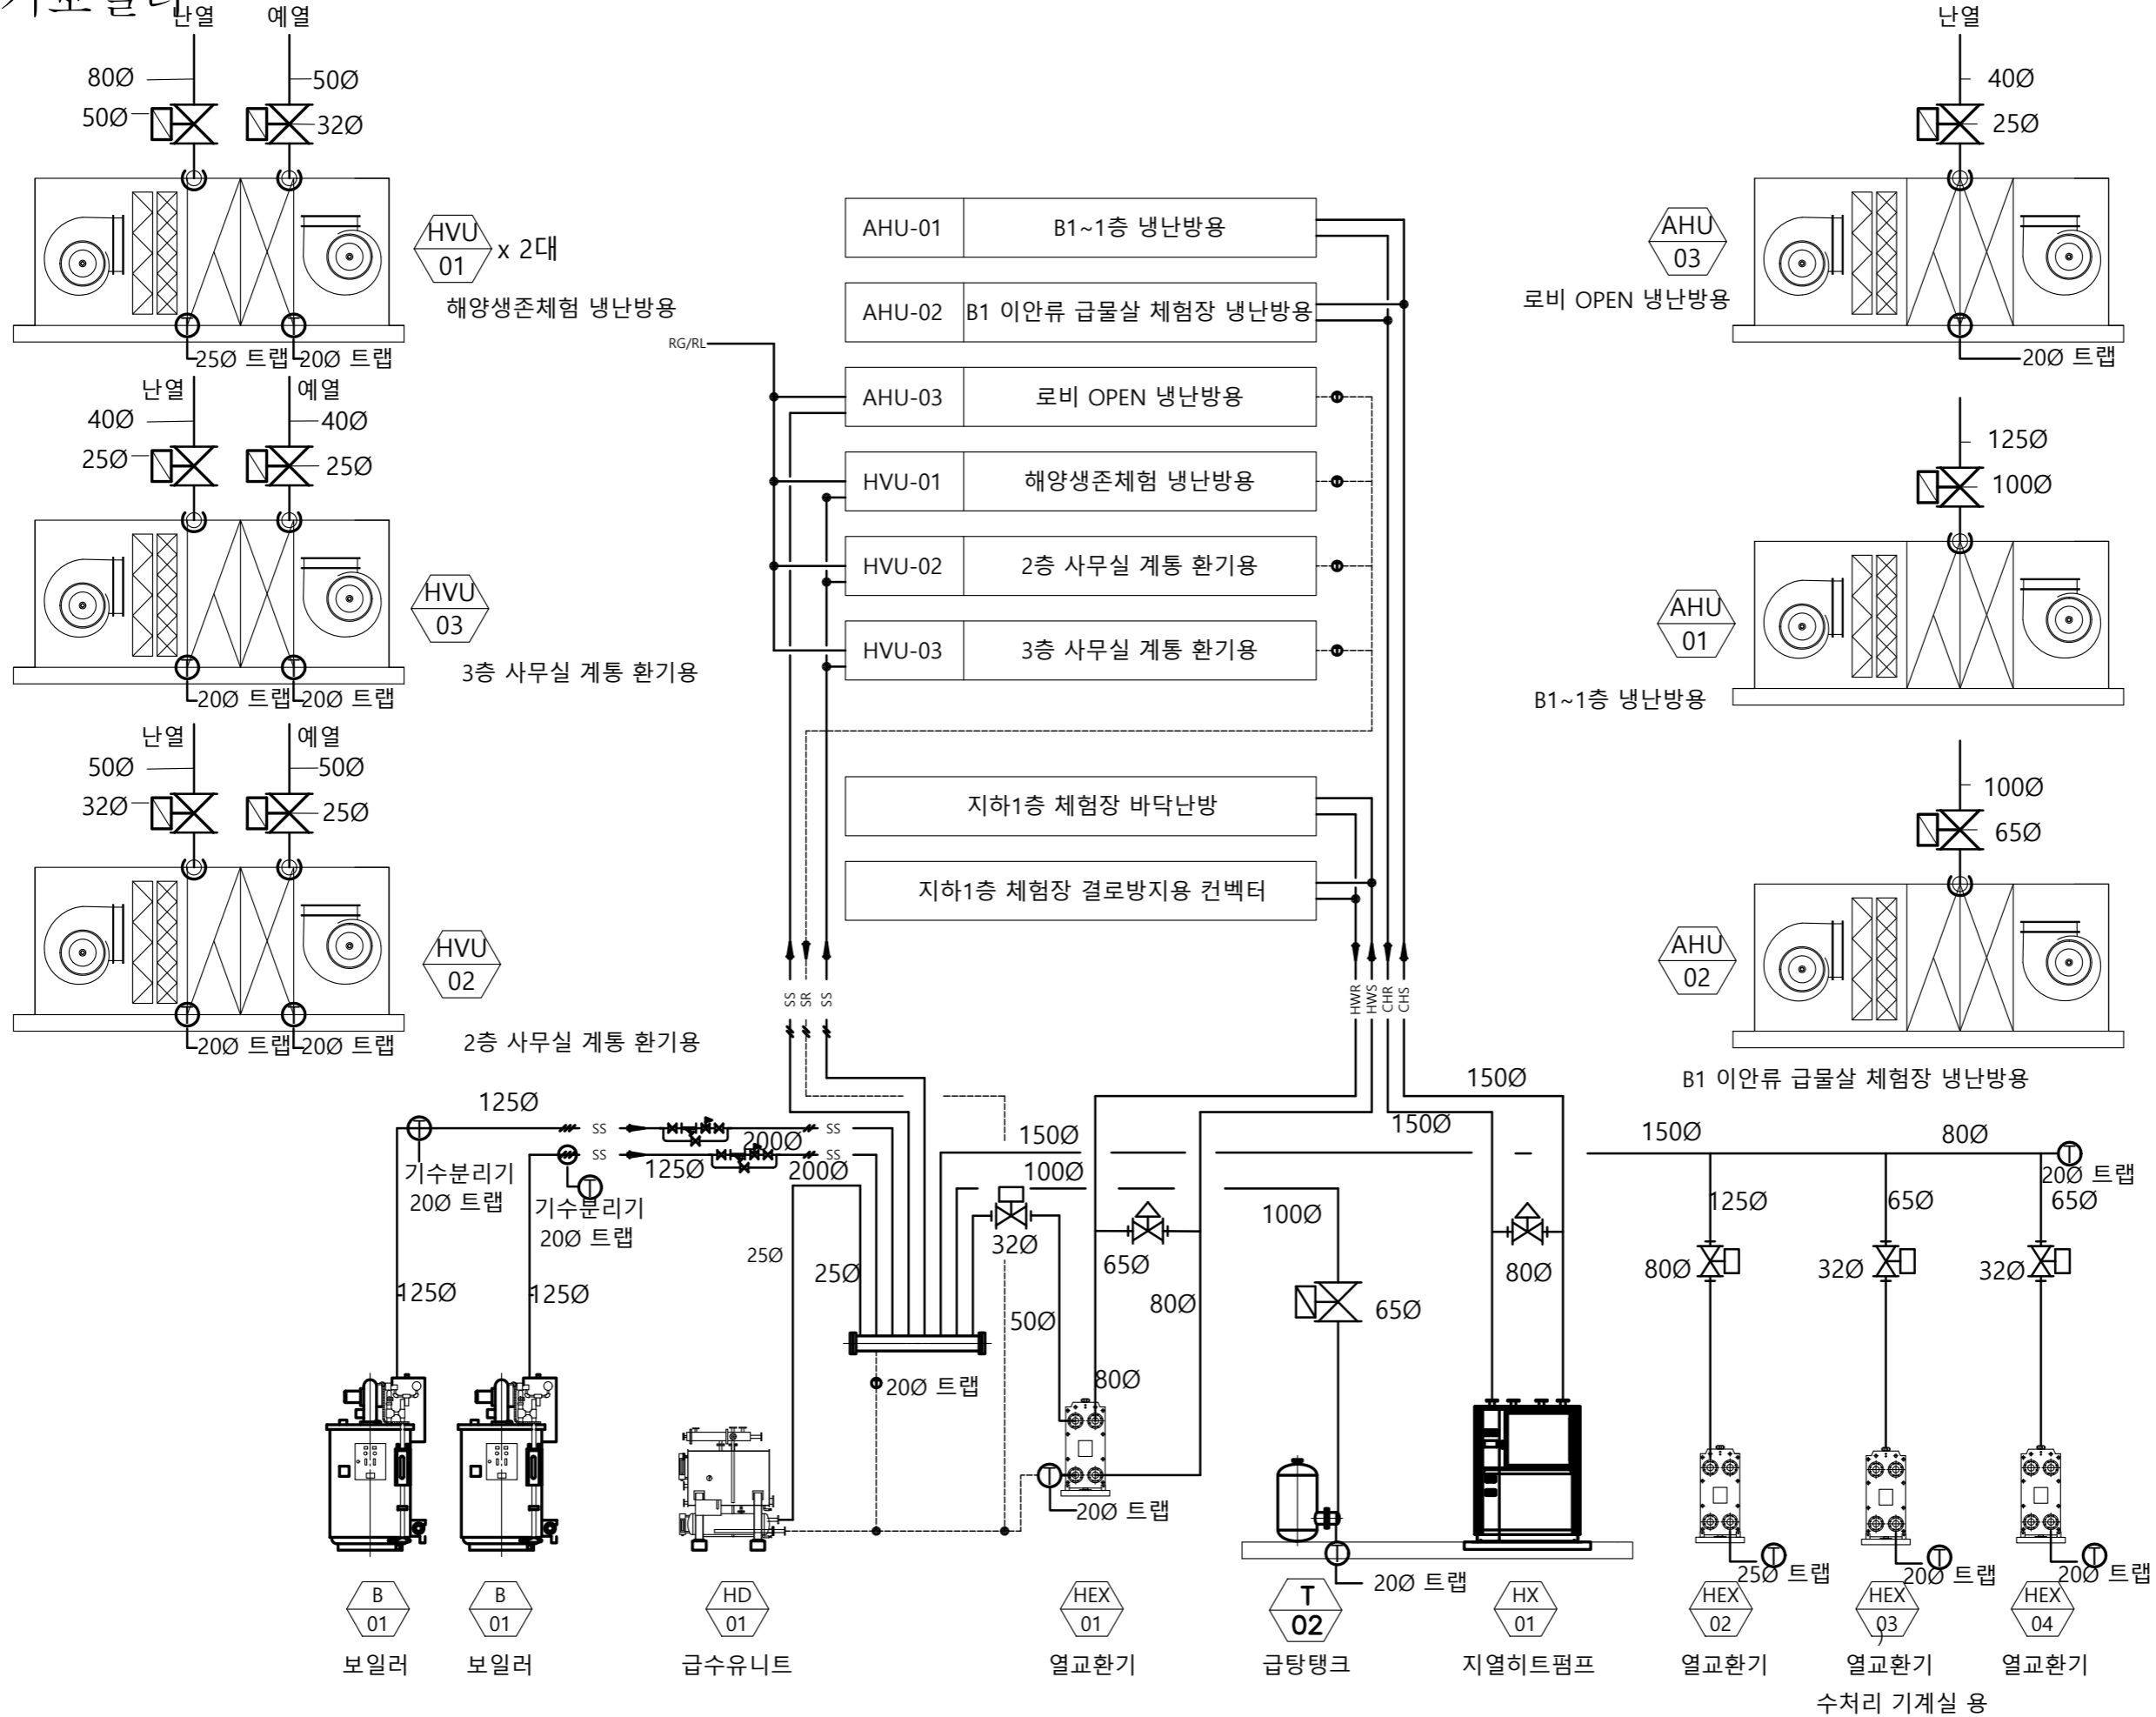 난열
예열
80Ø
50Ø
50Ø
32Ø
HVU
01
x 2대
해양생존체험 냉난방용
25Ø 트랩
20Ø 트랩
난열
예열
40Ø
40Ø
25Ø
25Ø
HVU
03
3층 사무실 계통 환기용
20Ø 트랩
20Ø 트랩
난열
예열
50Ø
50Ø
32Ø
25Ø
HVU
02
2층 사무실 계통 환기용
20Ø 트랩
20Ø 트랩
AHU-01 B1~1층 냉난방용
AHU-02 B1 이안류 급물살 체험장 냉난방용
RG/RL
AHU-03 로비 OPEN 냉난방용
HVU-01 해양생존체험 냉난방용
HVU-02 2층 사무실 계통 환기용
HVU-03 3층 사무실 계통 환기용
지하1층 체험장 바닥난방
지하1층 체험장 결로방지용 컨벡터
SS
SR
SS
HWR
HWS
CHR
CHS
난열
40Ø
25Ø
AHU
03
로비 OPEN 냉난방용
20Ø 트랩
125Ø
100Ø
AHU
01
B1~1층 냉난방용
100Ø
65Ø
AHU
02
B1 이안류 급물살 체험장 냉난방용
125Ø
SS
200Ø
SS
SS
125Ø
200Ø
SS
기수분리기
20Ø 트랩
기수분리기
20Ø 트랩
125Ø
125Ø
25Ø
25Ø
150Ø
100Ø
32Ø
50Ø
65Ø
80Ø
80Ø
20Ø 트랩
20Ø 트랩
100Ø
65Ø
20Ø 트랩
150Ø
150Ø
80Ø
150Ø
80Ø
20Ø 트랩
125Ø
65Ø
65Ø
80Ø
32Ø
32Ø
25Ø 트랩
20Ø 트랩
20Ø 트랩
B
01
보일러
B
01
보일러
HD
01
급수유니트
HEX
01
열교환기
T
02
급탕탱크
HX
01
지열히트펌프
HEX
02
열교환기
HEX
03
열교환기
HEX
04
열교환기
수처리 기계실 용